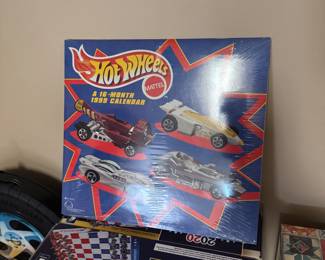 Hot Wheels
MATTEL
A 16-MONTH
1999 CALENDAR
2020